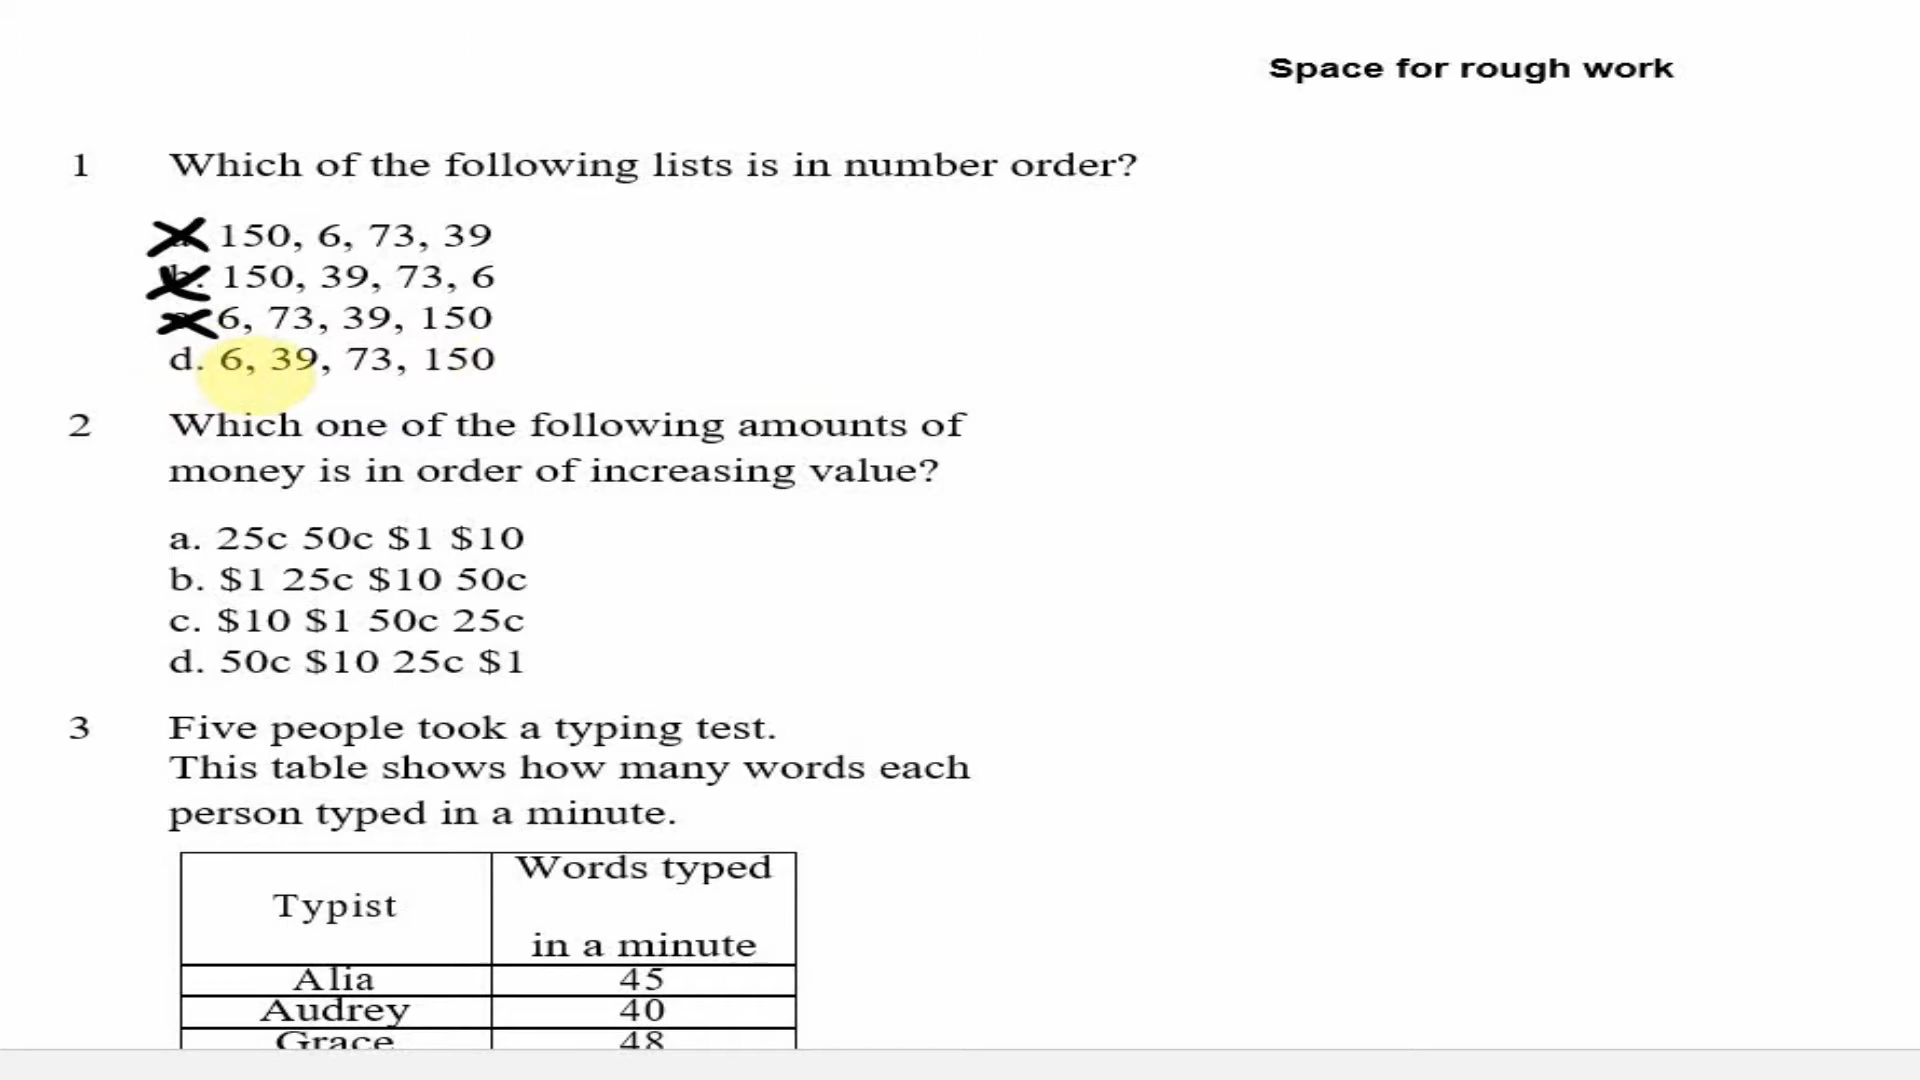 Space for rough work
1 Which of the following lists is in number order?
150, 6, 73, 39
150, 39, 73, 6
6, 73, 39, 150
d. 6, 39, 73, 150
2 Which one of the following amounts of
money is in order of increasing value?
a. 25c 50c $1 $10
b. $1 25c $10 50c
c. $10 $1 50c 25c
d. 50c $10 25c $1
3 Five people took a typing test.
This table shows how many words each
person typed in a minute.
Typist Words typed
in a minute
Alia 45
Audrey 40
Grace 48